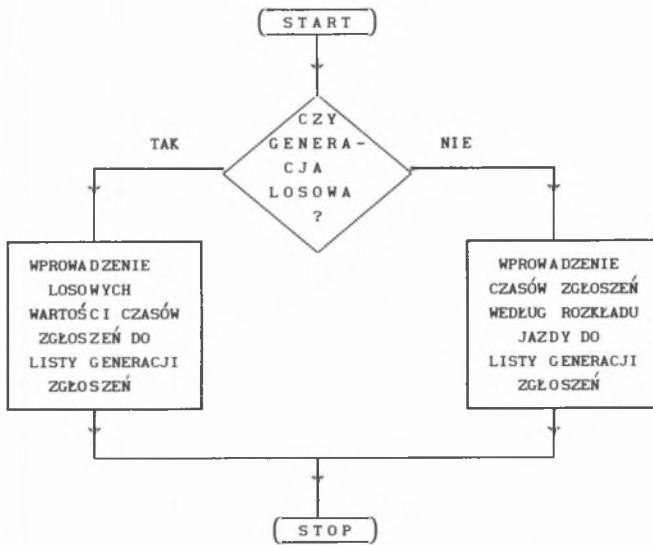 START
CZY
GENERA-
CJA
LOSOWA
?
TAK
NIE
WPROWADZENIE
LOSOWYCH
WARTOŚCI CZASÓW
ZGŁOSZEŃ DO
LISTY GENERACJI
ZGŁOSZEŃ
WPROWADZENIE
CZASÓW ZGŁOSZEŃ
WEDŁUG ROZKŁADU
JAZDY DO
LISTY GENERACJI
ZGŁOSZEŃ
STOP